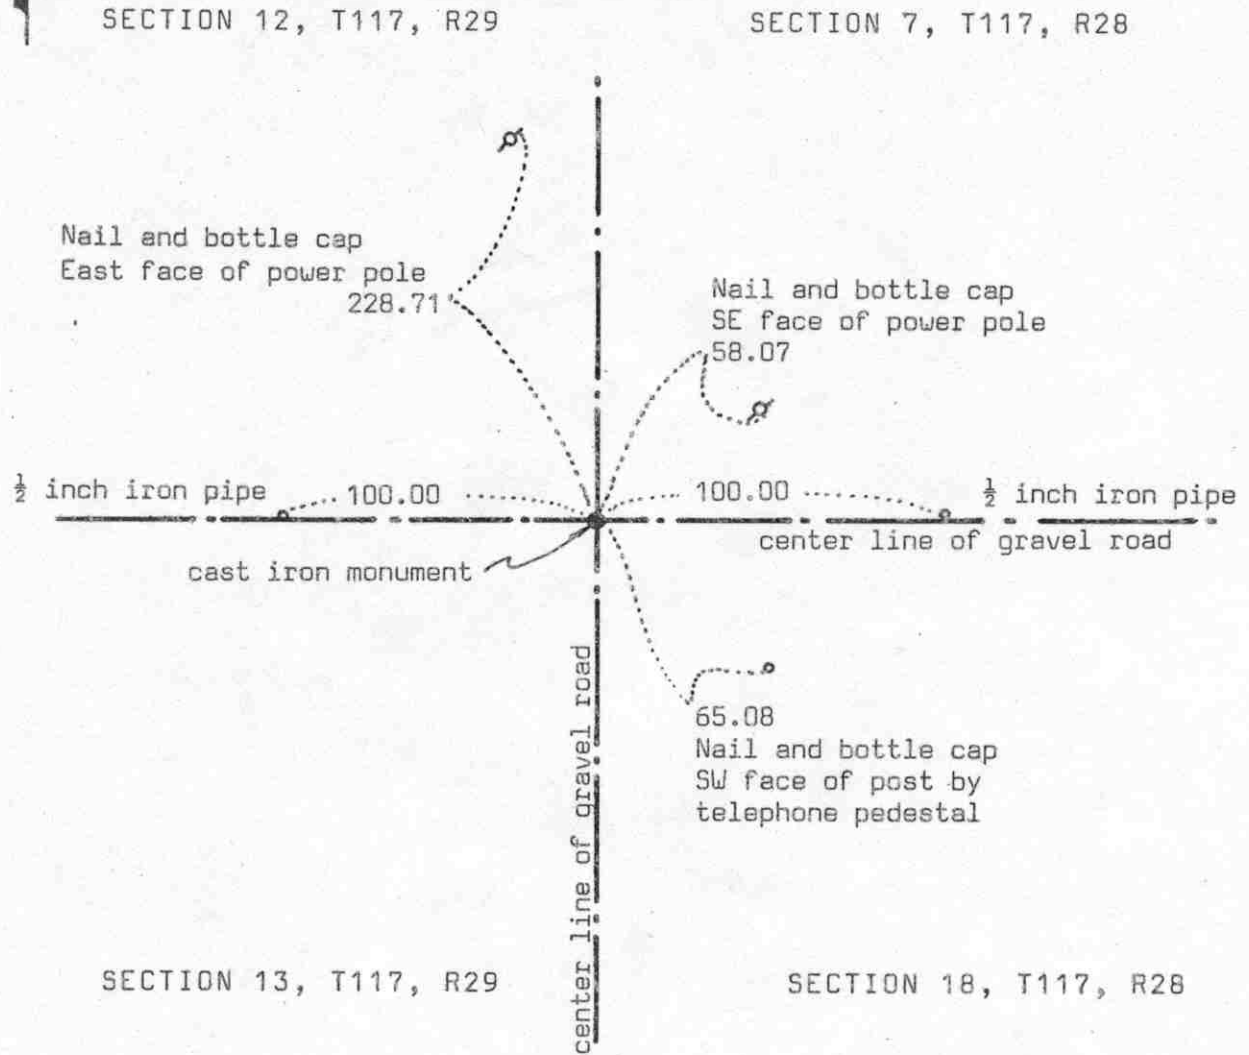 SECTION 12, T117, R29
SECTION 7, T117, R28
Nail and bottle cap
East face of power pole
228.71
Nail and bottle cap
SE face of power pole
58.07
½ inch iron pipe
100.00
100.00
½ inch iron pipe
center line of gravel road
cast iron monument
center line of gravel road
65.08
Nail and bottle cap
SW face of post by
telephone pedestal
SECTION 13, T117, R29
SECTION 18, T117, R28